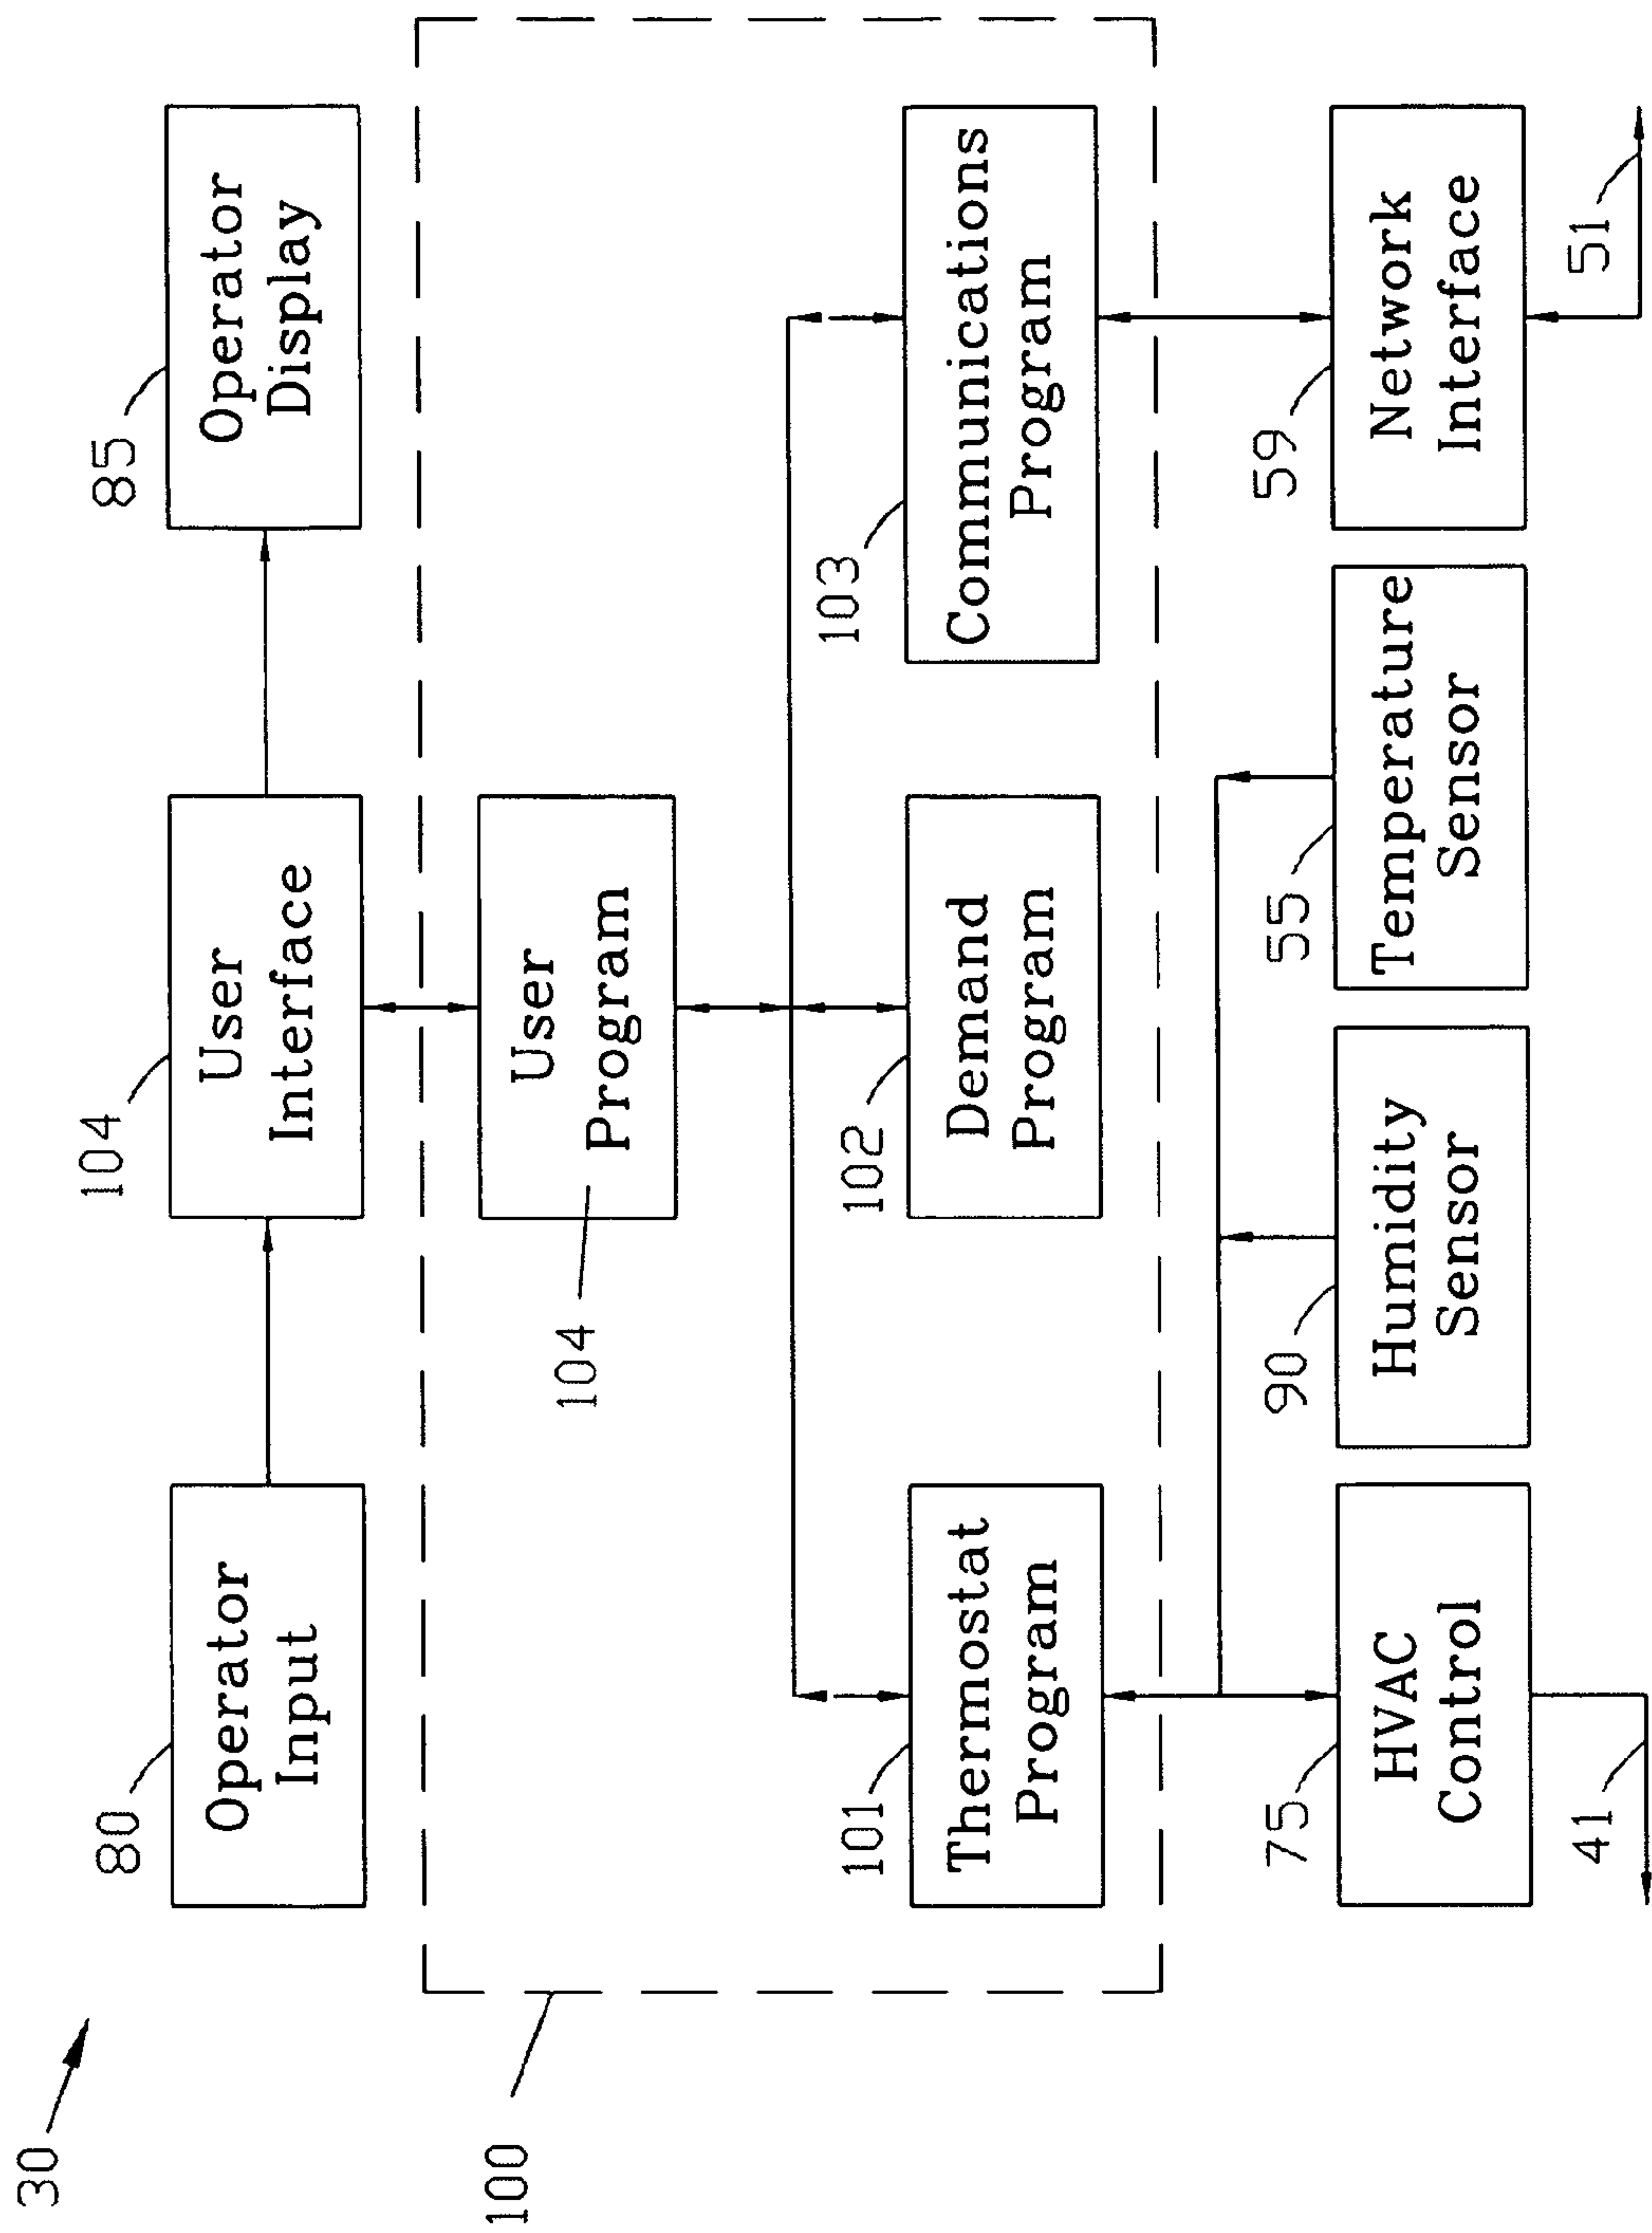 30
80
Operator
Input
104
User
Interface
85
Operator
Display
100
104
User
Program
101
Thermostat
Program
102
Demand
Program
103
Communications
Program
75
HVAC
Control
90
Humidity
Sensor
55
Temperature
Sensor
59
Network
Interface
41
51